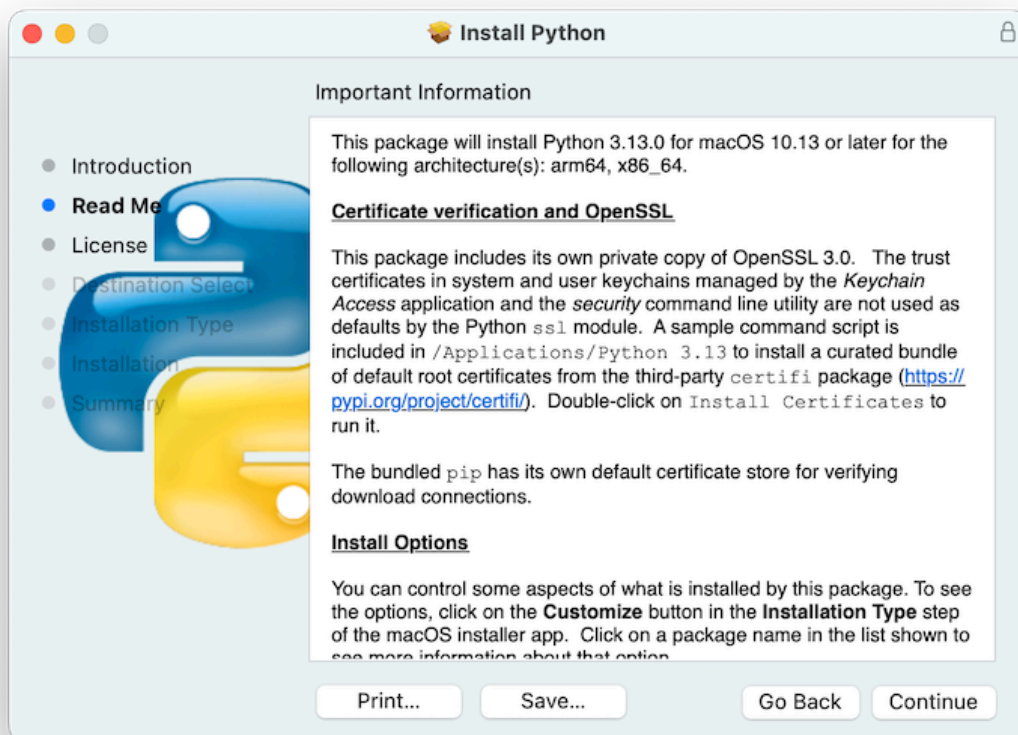 Install Python
Important Information
Introduction
Read Me
License
Destination Select
Installation Type
Installation
Summary
This package will install Python 3.13.0 for macOS 10.13 or later for the
following architecture(s): arm64, x86_64.
Certificate verification and OpenSSL
This package includes its own private copy of OpenSSL 3.0.   The trust
certificates in system and user keychains managed by the Keychain
Access application and the security command line utility are not used as
defaults by the Python ssl module.  A sample command script is
included in /Applications/Python 3.13 to install a curated bundle
of default root certificates from the third-party certifi package (https://
pypi.org/project/certifi/).  Double-click on Install Certificates to
run it.
The bundled pip has its own default certificate store for verifying
download connections.
Install Options
You can control some aspects of what is installed by this package. To see
the options, click on the Customize button in the Installation Type step
of the macOS installer app.  Click on a package name in the list shown to
see more information about that option.
Print...
Save...
Go Back
Continue